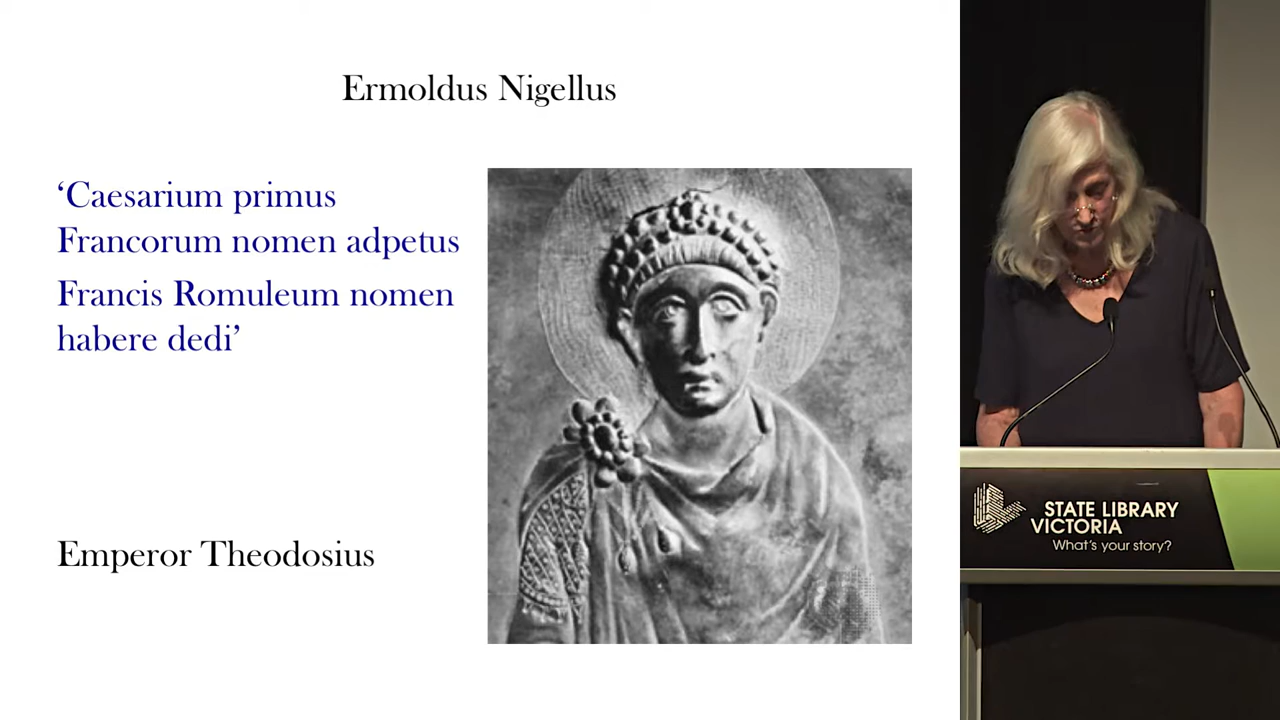 Ermoldus Nigellus
‘Caesarium primus
Francorum nomen adpetus
Francis Romuleum nomen
habere dedi’
Emperor Theodosius
STATE LIBRARY
VICTORIA
What's your story?